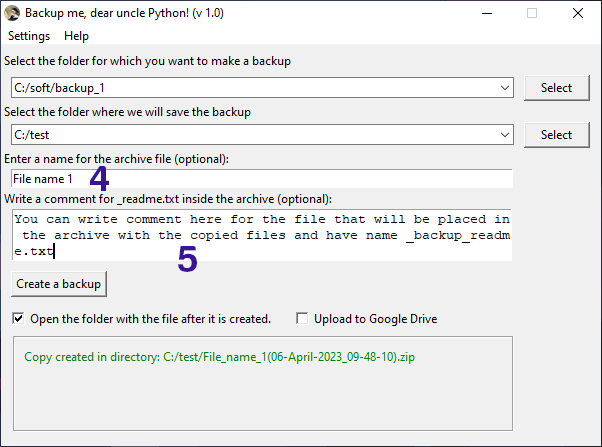 Backup me, dear uncle Python! (v 1.0)
Settings Help
Select the folder for which you want to make a backup
C:/soft/backup_1
Select
Select the folder where we will save the backup
C:/test
Select
Enter a name for the archive file (optional):
File name 1
4
Write a comment for _readme.txt inside the archive (optional):
You can write comment here for the file that will be placed in
the archive with the copied files and have name _backup_readm
e.txt
5
Create a backup
Open the folder with the file after it is created.
Upload to Google Drive
Copy created in directory: C:/test/File_name_1(06-April-2023_09-48-10).zip